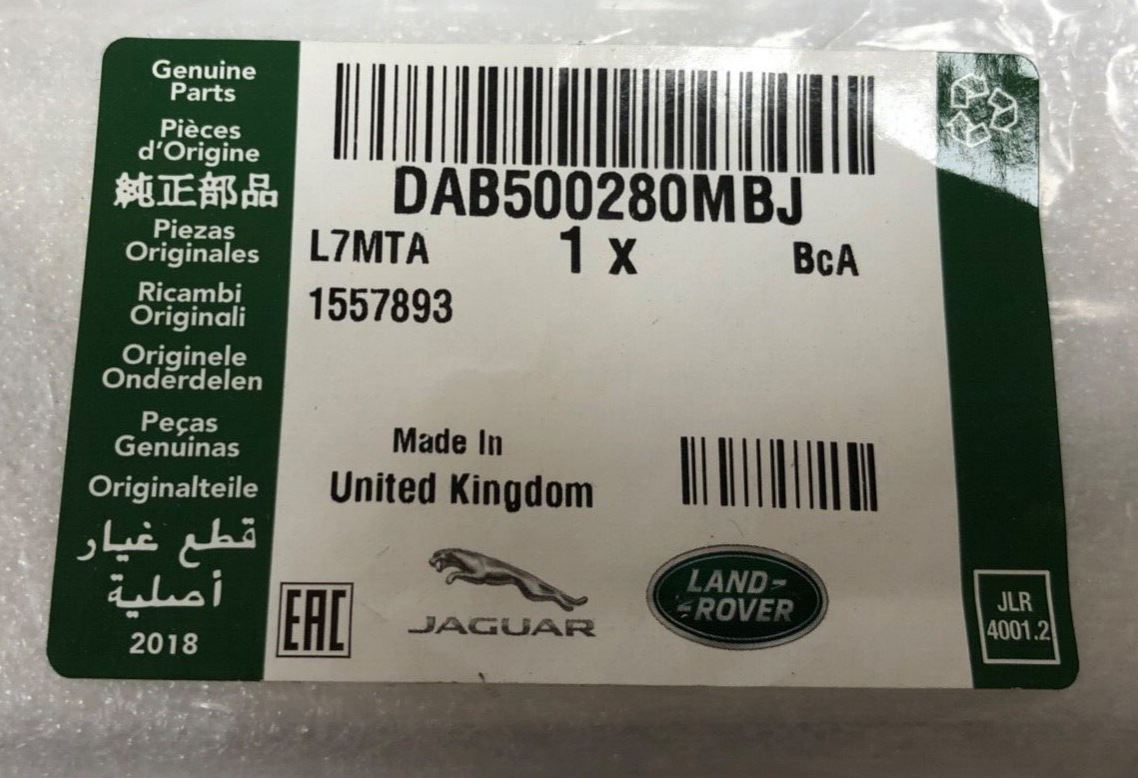 Genuine
Parts
Pièces
d'Origine
純正部品
Piezas
Originales
Ricambi
Originali
Originele
Onderdelen
Peças
Genuinas
Originalteile
قطع غيار
أصلية
2018
DAB500280MBJ
L7MTA 1 x BcA
1557893
Made In
United Kingdom
EAC
JAGUAR
LAND-
-ROVER
JLR
4001.2